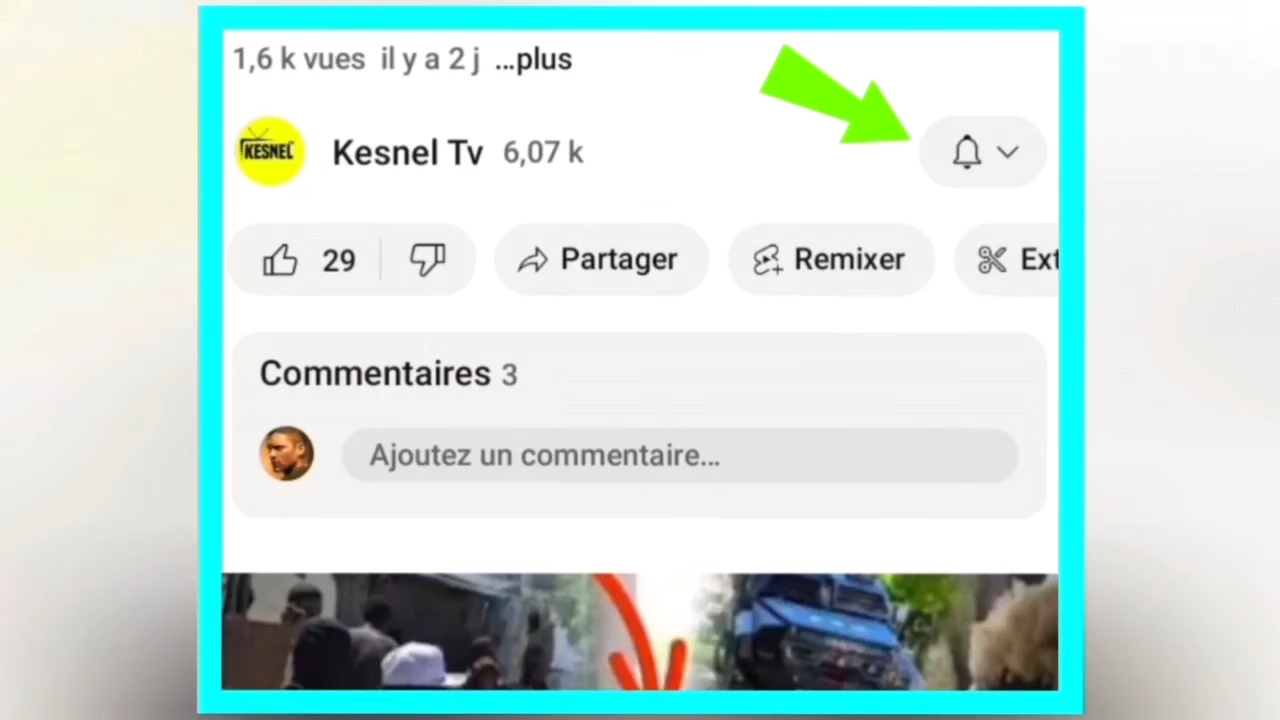 1,6 k vues il y a 2 j ...plus
KESNEL
Kesnel Tv 6,07 k
29 Partager Remixer Ext
Commentaires 3
Ajoutez un commentaire...